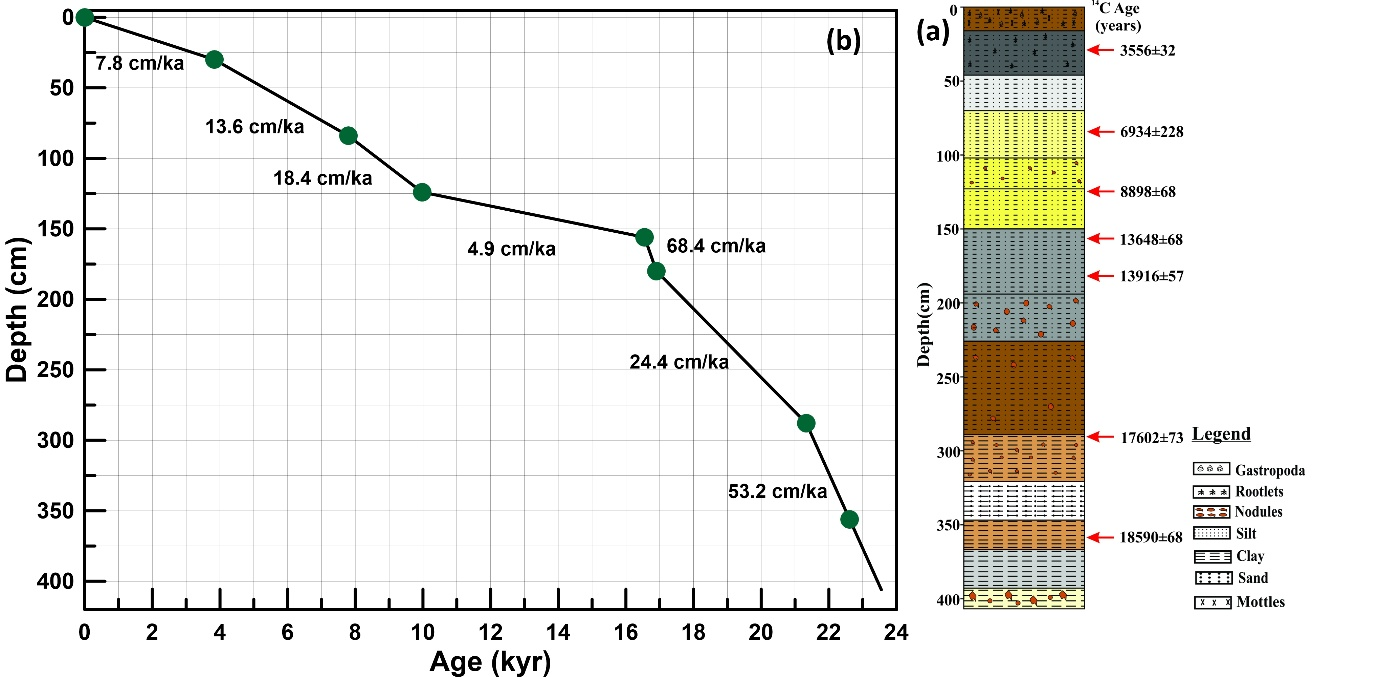 (b)
0
50
100
150
200
250
300
350
400
Depth (cm)
7.8 cm/ka
13.6 cm/ka
18.4 cm/ka
4.9 cm/ka
68.4 cm/ka
24.4 cm/ka
53.2 cm/ka
0 2 4 6 8 10 12 14 16 18 20 22 24
Age (kyr)
(a)
14C Age
(years)
0
50
100
150
200
250
300
350
400
Depth(cm)
3556±32
6934±228
8898±68
13648±68
13916±57
17602±73
18590±68
Legend
Gastropoda
Rootlets
Nodules
Silt
Clay
Sand
Mottles